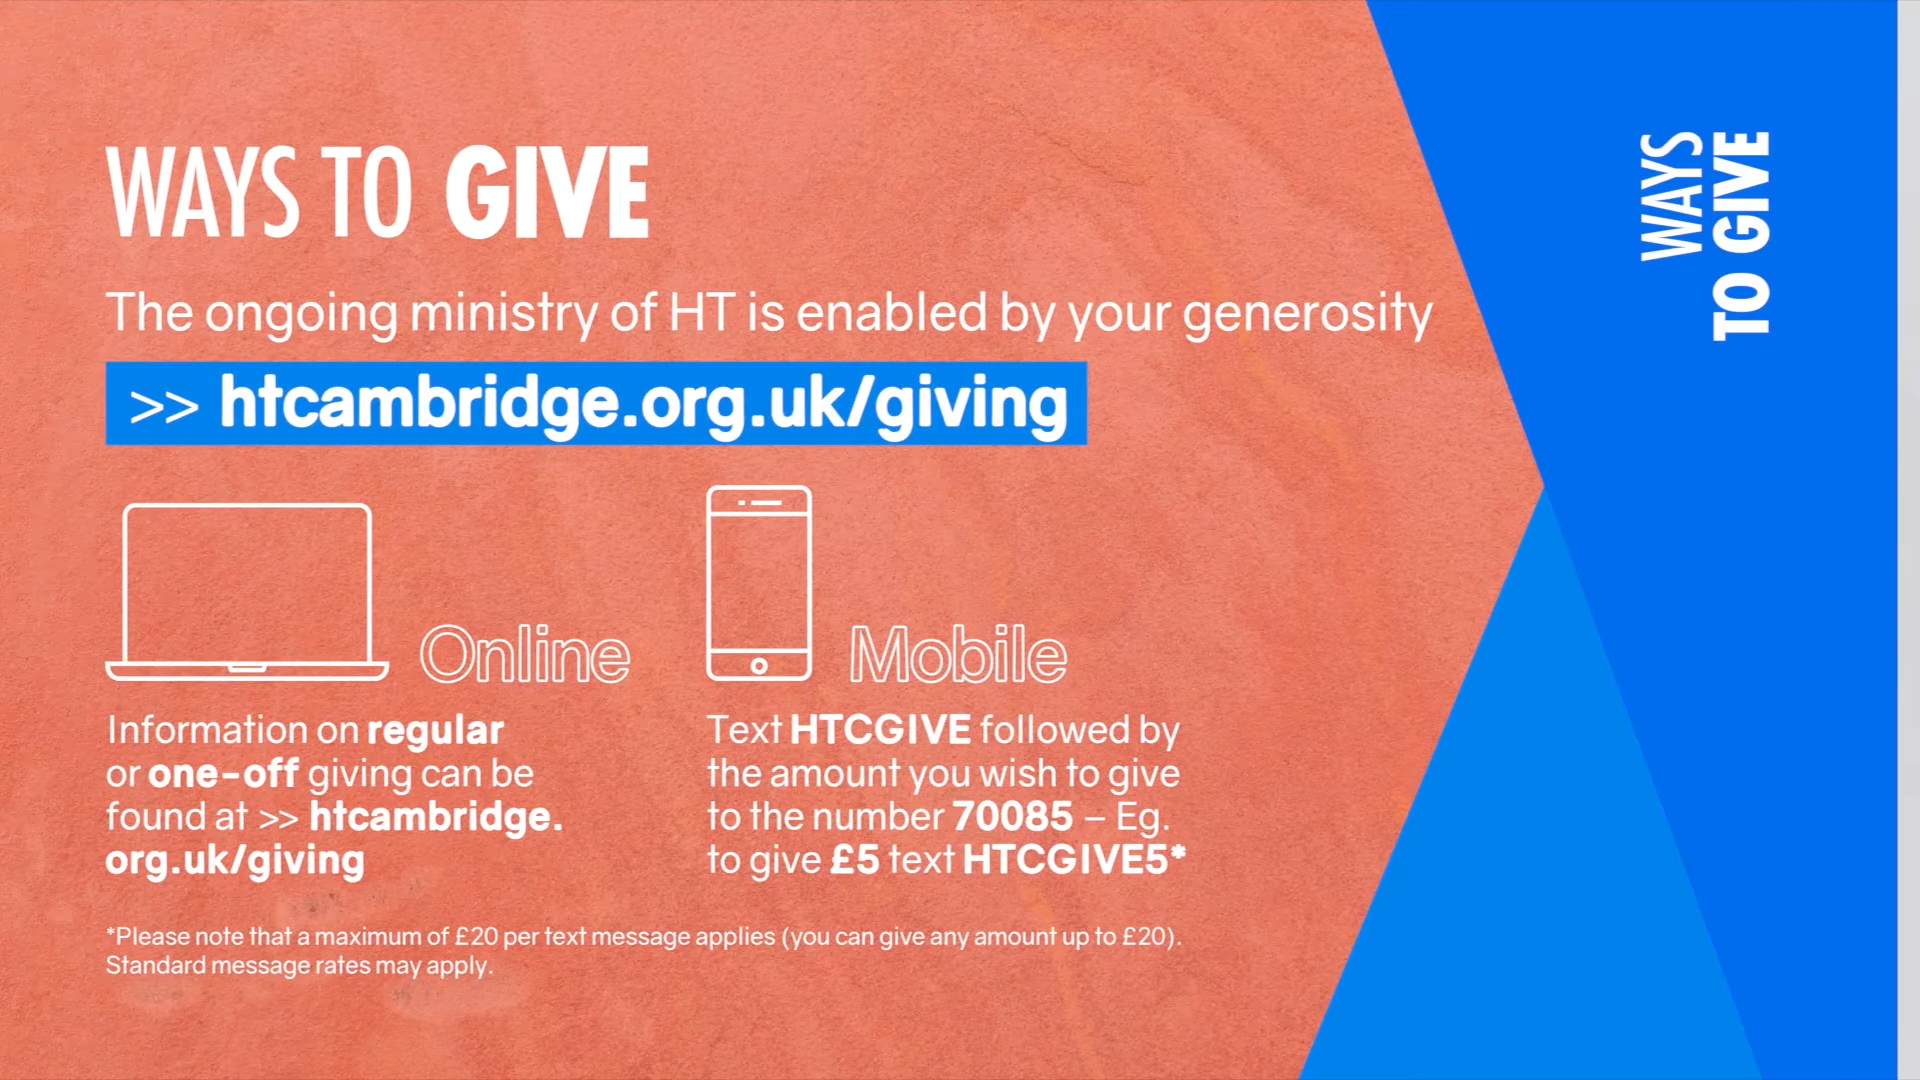 WAYS TO GIVE
The ongoing ministry of HT is enabled by your generosity
>> htcambridge.org.uk/giving
Online
Information on regular
or one-off giving can be
found at >> htcambridge.
org.uk/giving
Mobile
Text HTCGIVE followed by
the amount you wish to give
to the number 70085 – Eg.
to give £5 text HTCGIVE5*
*Please note that a maximum of £20 per text message applies (you can give any amount up to £20).
Standard message rates may apply.
WAYS
TO GIVE